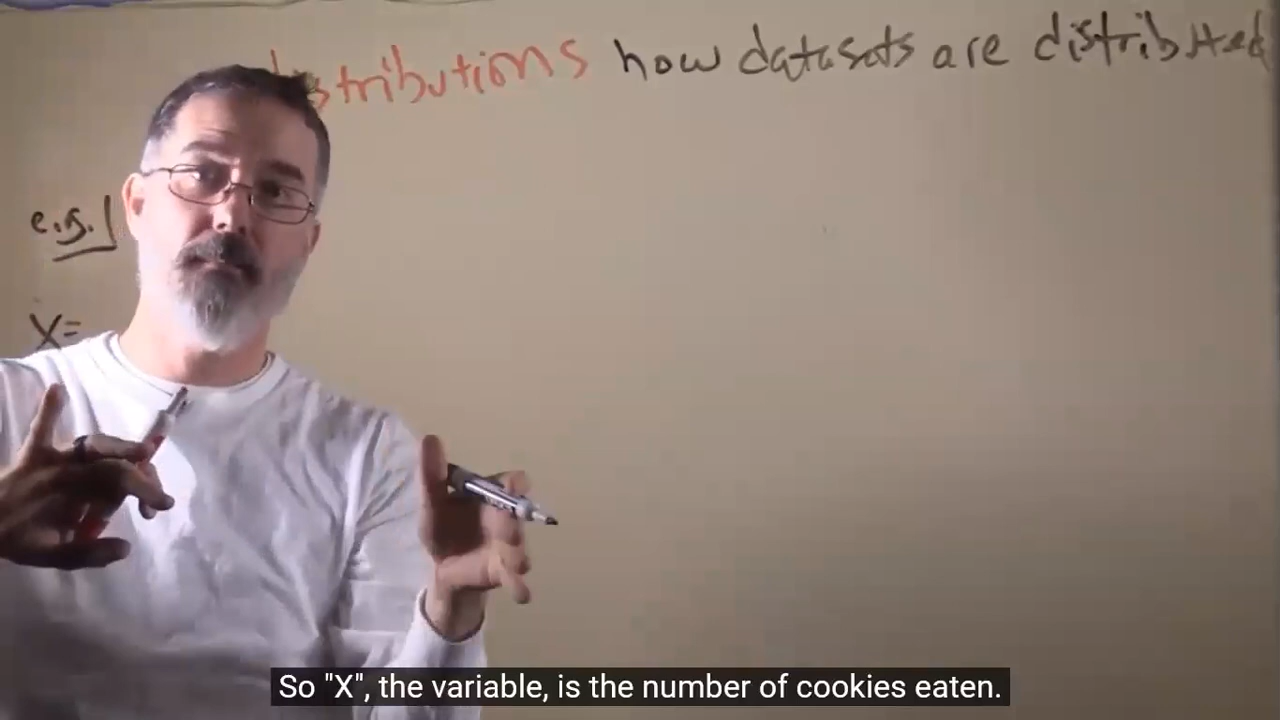 distributions how datasets are distributed
e.g.
X=
So "X", the variable, is the number of cookies eaten.